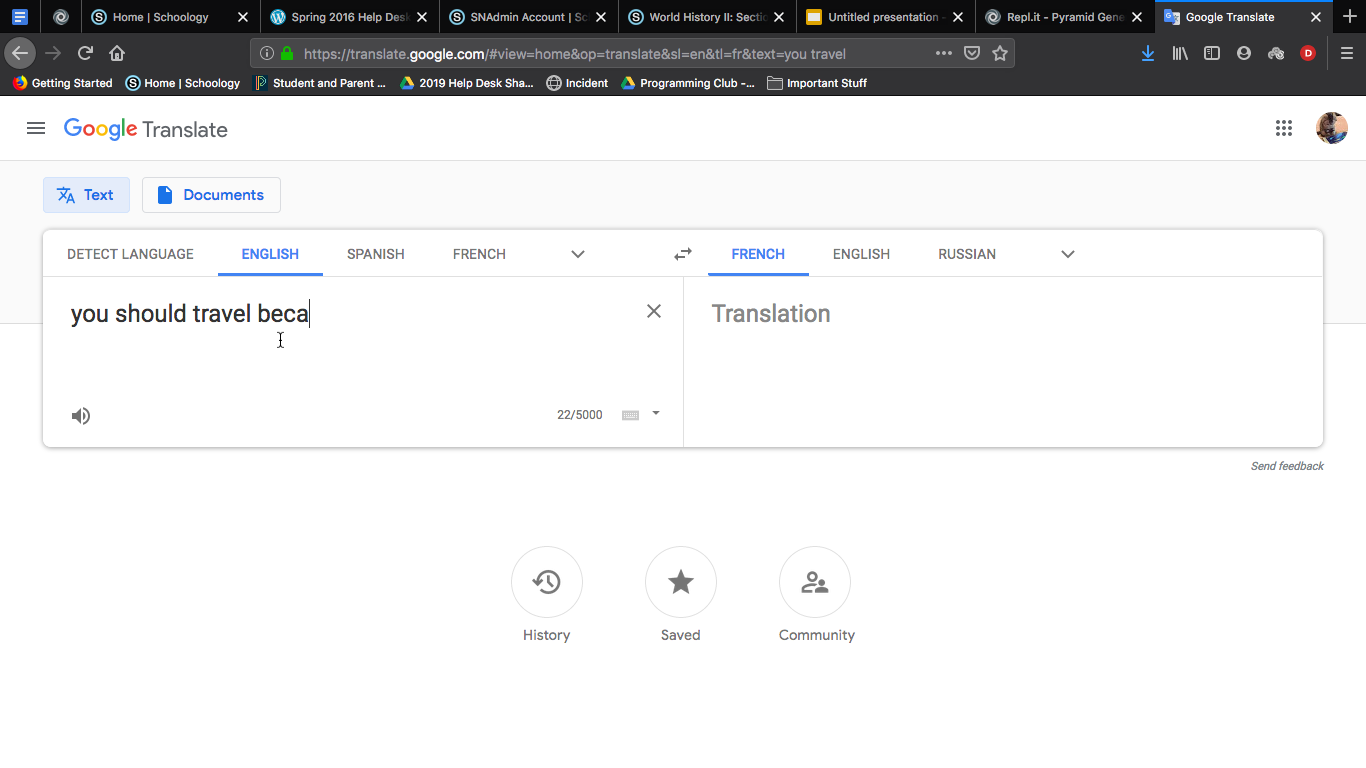 Home | Schoology
Spring 2016 Help Des
SNAdmin Account | Sc
World History II: Sectio
Untitled presentation -
Repl.it - Pyramid Gene
Google Translate
https://translate.google.com/#view=home&op=translate&sl=en&tl=fr&text=you travel
D
Getting Started
Home | Schoology
Student and Parent ...
2019 Help Desk Sha...
Incident
Programming Club -...
Important Stuff
Google Translate
Text
Documents
DETECT LANGUAGE
ENGLISH
SPANISH
FRENCH
FRENCH
ENGLISH
RUSSIAN
you should travel beca
Translation
22/5000
Send feedback
History
Saved
Community